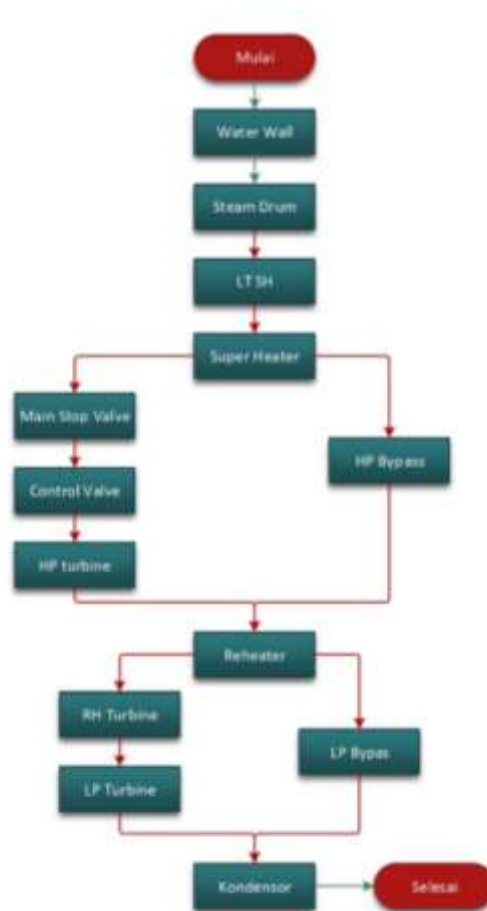 Mulai
Water Wall
Steam Drum
LT SH
Super Heater
Main Stop Valve
HP Bypass
Control Valve
HP turbine
Reheater
RH Turbine
LP Bypas
LP Turbine
Kondensor
Selesai